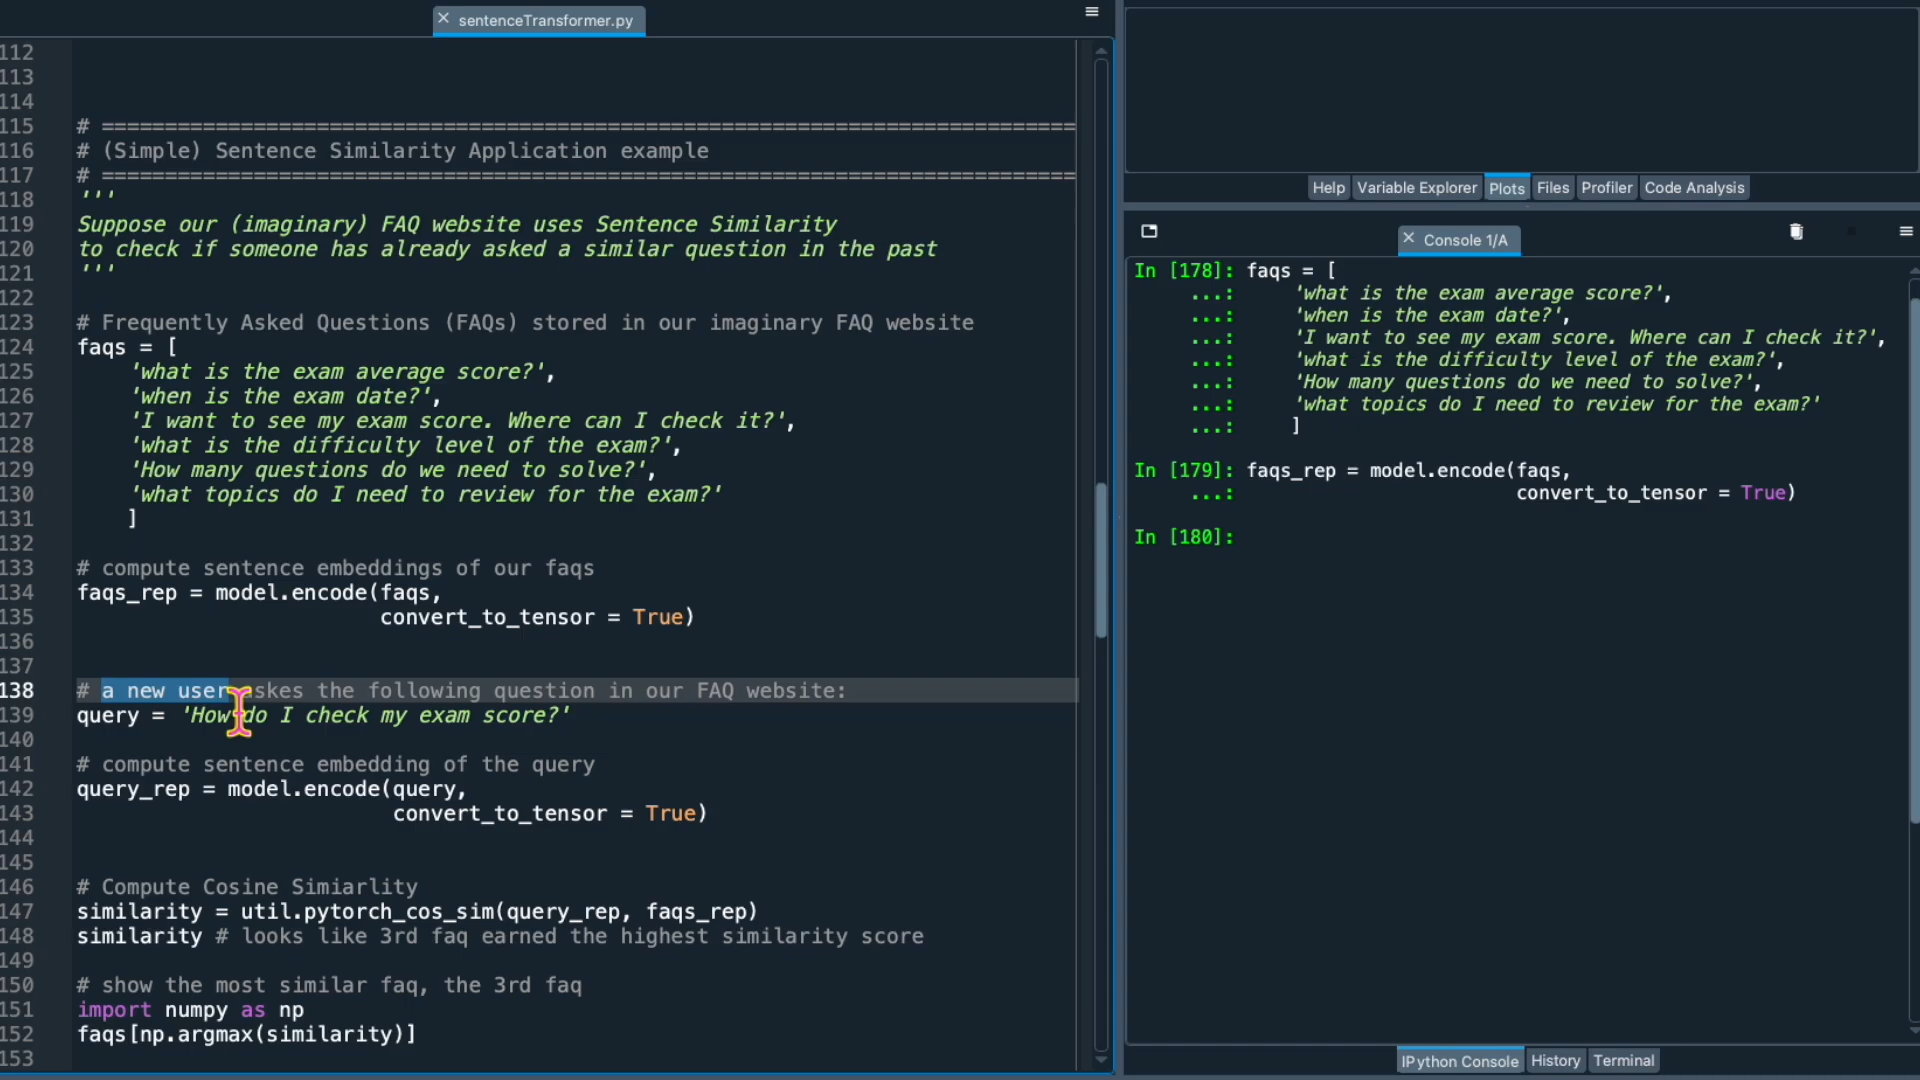 sentenceTransformer.py
112
113
114
115 # =============================================================================
116 # (Simple) Sentence Similarity Application example
117 # =============================================================================
118 '''
119 Suppose our (imaginary) FAQ website uses Sentence Similarity
120 to check if someone has already asked a similar question in the past
121 '''
122
123 # Frequently Asked Questions (FAQs) stored in our imaginary FAQ website
124 faqs = [
125 'what is the exam average score?',
126 'when is the exam date?',
127 'I want to see my exam score. Where can I check it?',
128 'what is the difficulty level of the exam?',
129 'How many questions do we need to solve?',
130 'what topics do I need to review for the exam?'
131 ]
132
133 # compute sentence embeddings of our faqs
134 faqs_rep = model.encode(faqs,
135 convert_to_tensor = True)
136
137
138 # a new user askes the following question in our FAQ website:
139 query = 'How do I check my exam score?'
140
141 # compute sentence embedding of the query
142 query_rep = model.encode(query,
143 convert_to_tensor = True)
144
145
146 # Compute Cosine Simiarlity
147 similarity = util.pytorch_cos_sim(query_rep, faqs_rep)
148 similarity # looks like 3rd faq earned the highest similarity score
149
150 # show the most similar faq, the 3rd faq
151 import numpy as np
152 faqs[np.argmax(similarity)]
153
Help Variable Explorer Plots Files Profiler Code Analysis
Console 1/A
In [178]: faqs = [
...: 'what is the exam average score?',
...: 'when is the exam date?',
...: 'I want to see my exam score. Where can I check it?',
...: 'what is the difficulty level of the exam?',
...: 'How many questions do we need to solve?',
...: 'what topics do I need to review for the exam?'
...: ]
In [179]: faqs_rep = model.encode(faqs,
...: convert_to_tensor = True)
In [180]:
IPython Console History Terminal